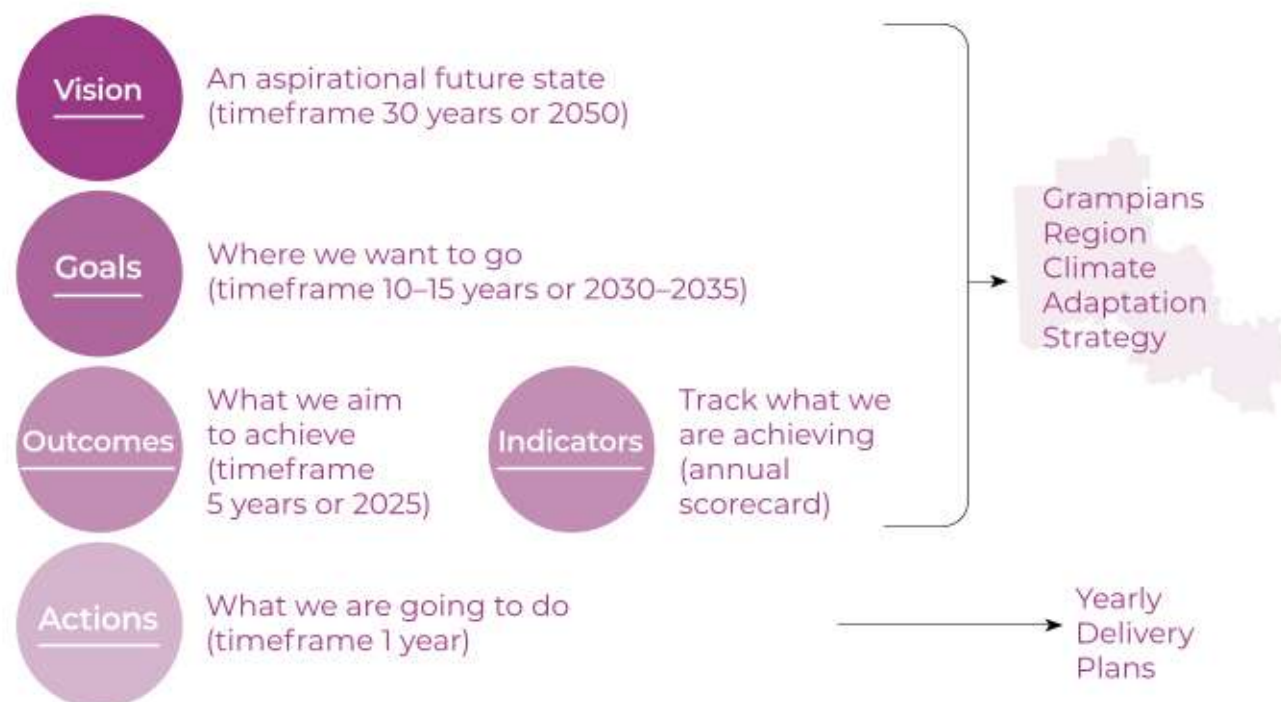 Vision
An aspirational future state
(timeframe 30 years or 2050)
Goals
Where we want to go
(timeframe 10–15 years or 2030–2035)
Outcomes
What we aim
to achieve
(timeframe
5 years or 2025)
Indicators
Track what we
are achieving
(annual
scorecard)
Grampians
Region
Climate
Adaptation
Strategy
Actions
What we are going to do
(timeframe 1 year)
Yearly
Delivery
Plans